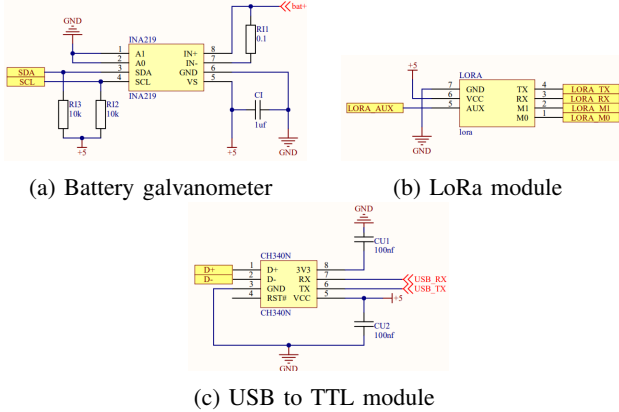 GND
bat+
INA219
RI1
0.1
1 A1 IN+ 8
2 A0 IN- 7
SDA 3 SDA GND 6
SCL 4 SCL VS 5
INA219
RI3
10k
RI2
10k
CI
1uf
+5
+5
GND
(a) Battery galvanometer
+5
LORA
7 GND TX 4 LORA_TX
6 VCC RX 3 LORA_RX
LORA_AUX 5 AUX M1 2 LORA_M1
M0 1 LORA_M0
lora
GND
(b) LoRa module
GND
CU1
100nf
CH340N
D+ 1 D+ 3V3 8
D- 2 D- RX 7 USB_RX
3 GND TX 6 USB_TX
4 RST# VCC 5 +5
CH340N
CU2
100nf
GND
(c) USB to TTL module